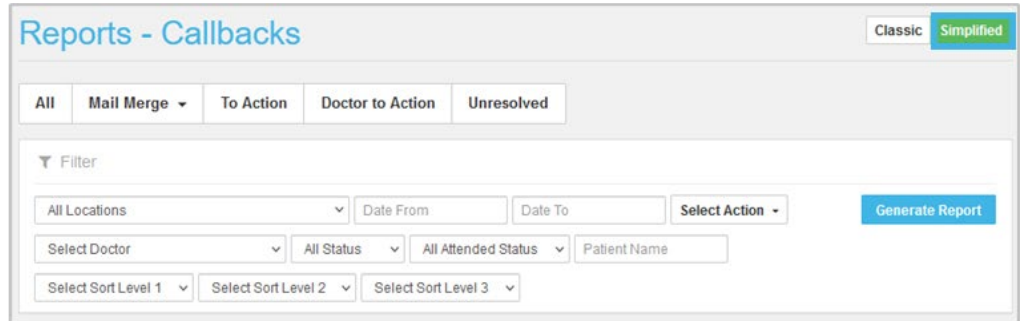 Reports - Callbacks
Classic Simplified
All Mail Merge To Action Doctor to Action Unresolved
Filter
All Locations Date From Date To Select Action Generate Report
Select Doctor All Status All Attended Status Patient Name
Select Sort Level 1 Select Sort Level 2 Select Sort Level 3